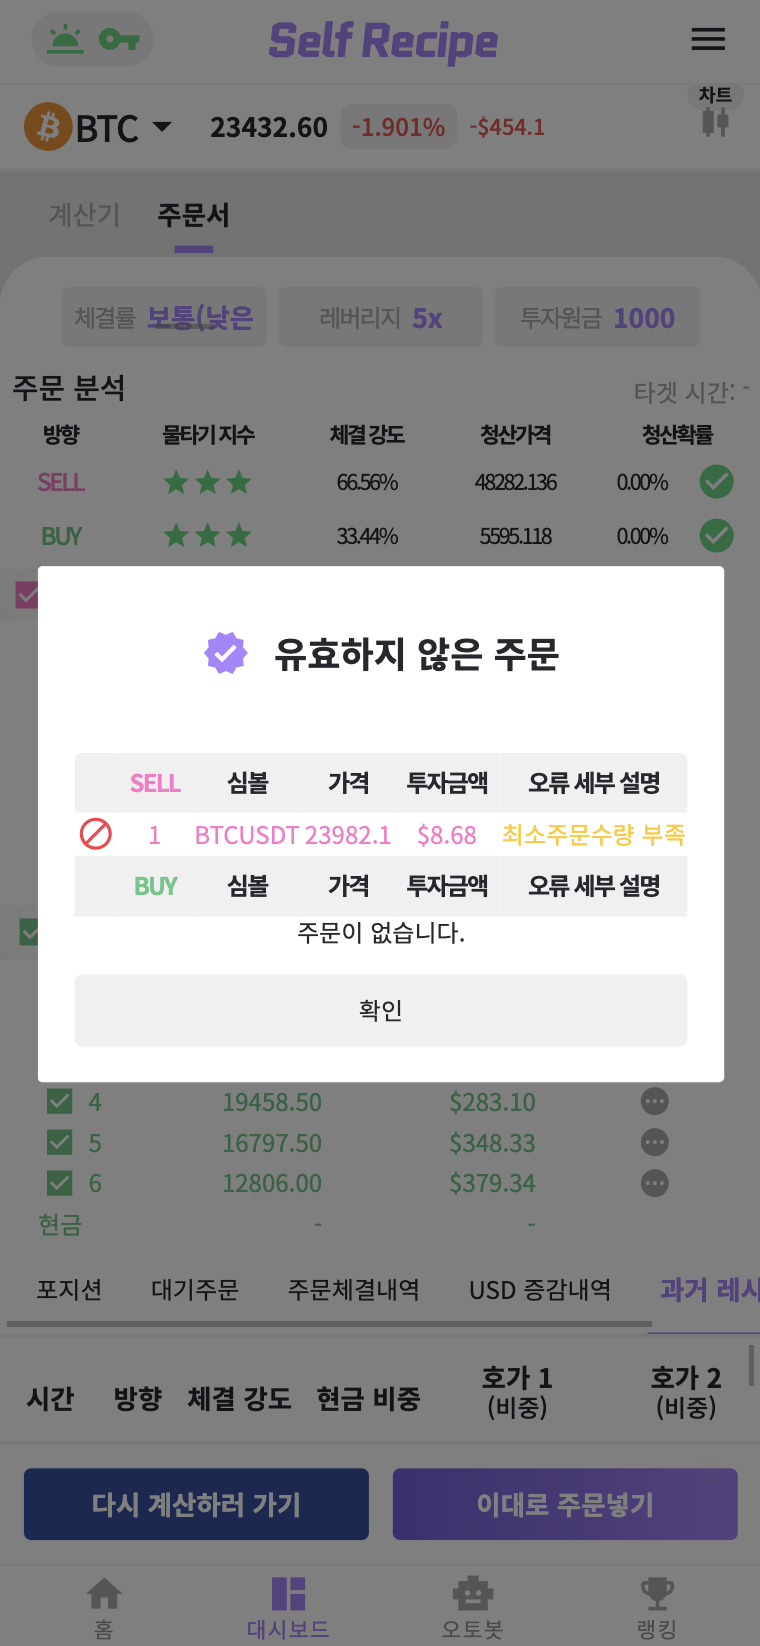 Self Recipe
BTC 23432.60 -1.901% -$454.1 차트
계산기 주문서
체결률 보통(낮은 레버리지 5x 투자원금 1000
주문 분석 타겟 시간: -
방향 물타기 지수 체결 강도 청산가격 청산확률
SELL 66.56% 48282.136 0.00%
BUY 33.44% 5595.118 0.00%
유효하지 않은 주문
SELL 심볼 가격 투자금액 오류 세부 설명
1 BTCUSDT 23982.1 $8.68 최소주문수량 부족
BUY 심볼 가격 투자금액 오류 세부 설명
주문이 없습니다.
확인
4 19458.50 $283.10
5 16797.50 $348.33
6 12806.00 $379.34
현금 - -
포지션 대기주문 주문체결내역 USD 증감내역 과거 레시
시간 방향 체결 강도 현금 비중 호가 1 호가 2
(비중) (비중)
다시 계산하러 가기 이대로 주문넣기
홈 대시보드 오토봇 랭킹